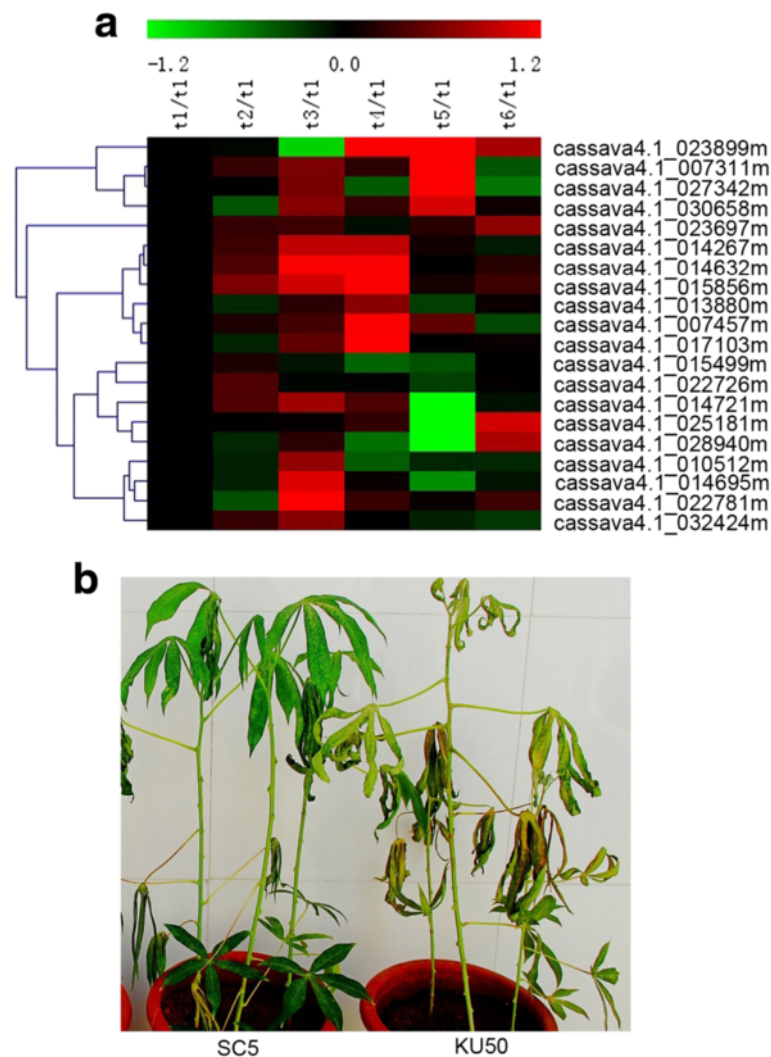 a
-1.2 0.0 1.2
t1/t1 t2/t1 t3/t1 t4/t1 t5/t1 t6/t1
cassava4.1_023899m
cassava4.1_007311m
cassava4.1_027342m
cassava4.1_030658m
cassava4.1_023697m
cassava4.1_014267m
cassava4.1_014632m
cassava4.1_015856m
cassava4.1_013880m
cassava4.1_007457m
cassava4.1_017103m
cassava4.1_015499m
cassava4.1_022726m
cassava4.1_014721m
cassava4.1_025181m
cassava4.1_028940m
cassava4.1_010512m
cassava4.1_014695m
cassava4.1_022781m
cassava4.1_032424m
b
SC5 KU50